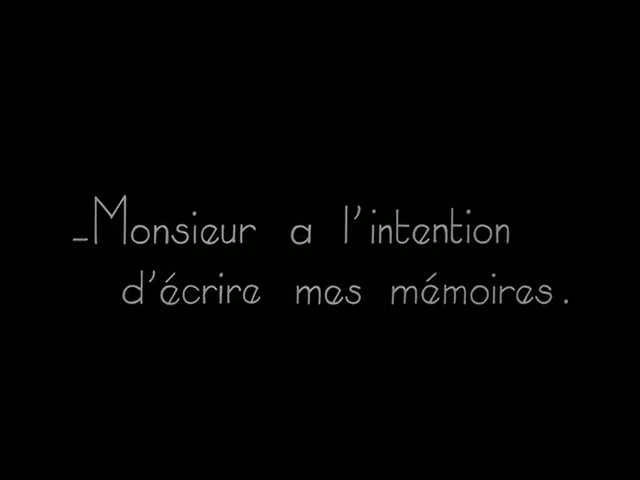 –Monsieur a l'intention
d'écrire mes mémoires.